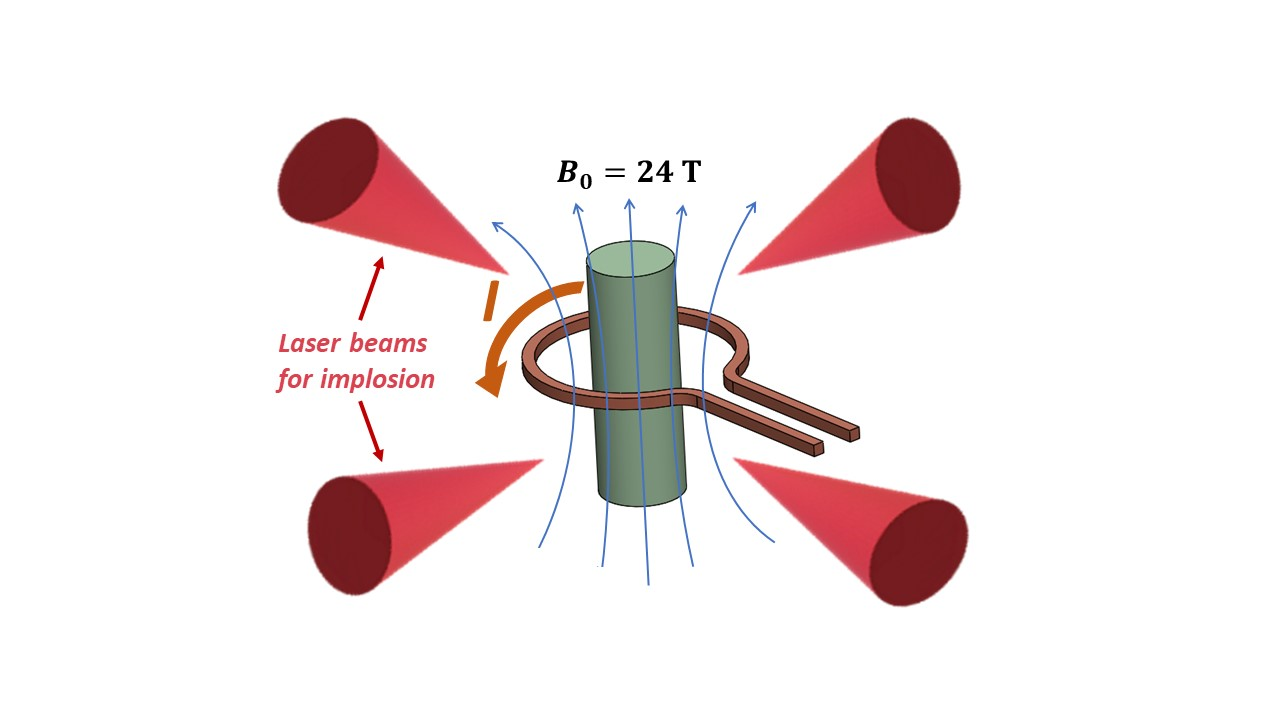 B₀ = 24 T
I
Laser beams
for implosion